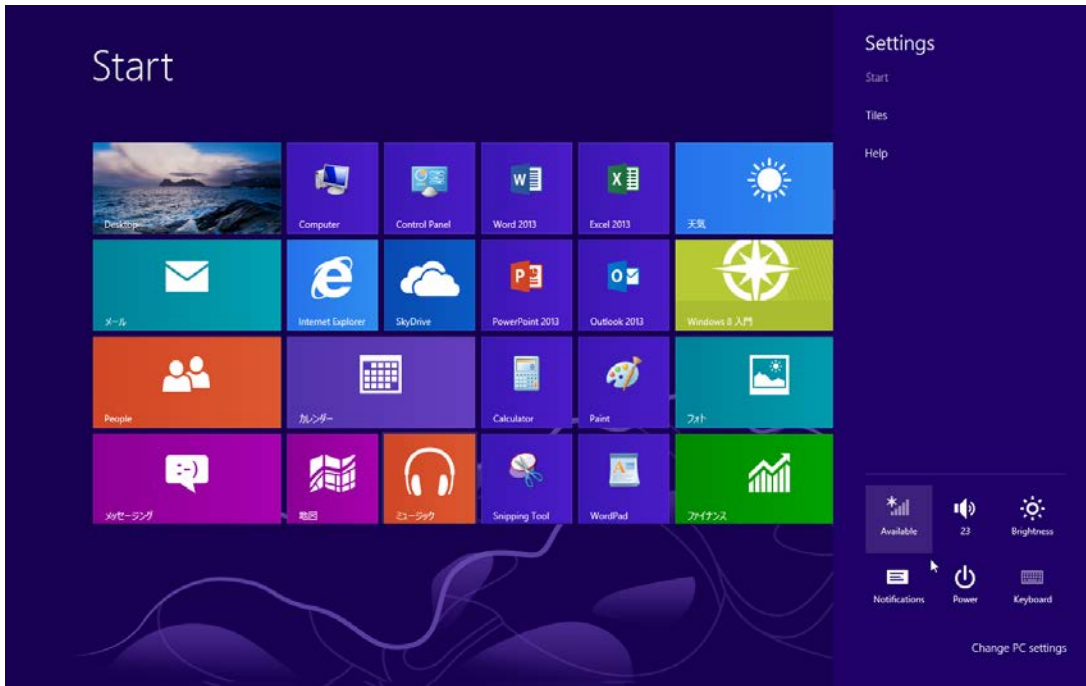 Start
Desktop
Computer
Control Panel
Word 2013
Excel 2013
天気
メール
Internet Explorer
SkyDrive
PowerPoint 2013
Outlook 2013
Windows 8 入門
People
カレンダー
Calculator
Paint
フォト
:-)
メッセージング
地図
ミュージック
Snipping Tool
WordPad
ファイナンス
Settings
Start
Tiles
Help
Available
23
Brightness
Notifications
Power
Keyboard
Change PC settings